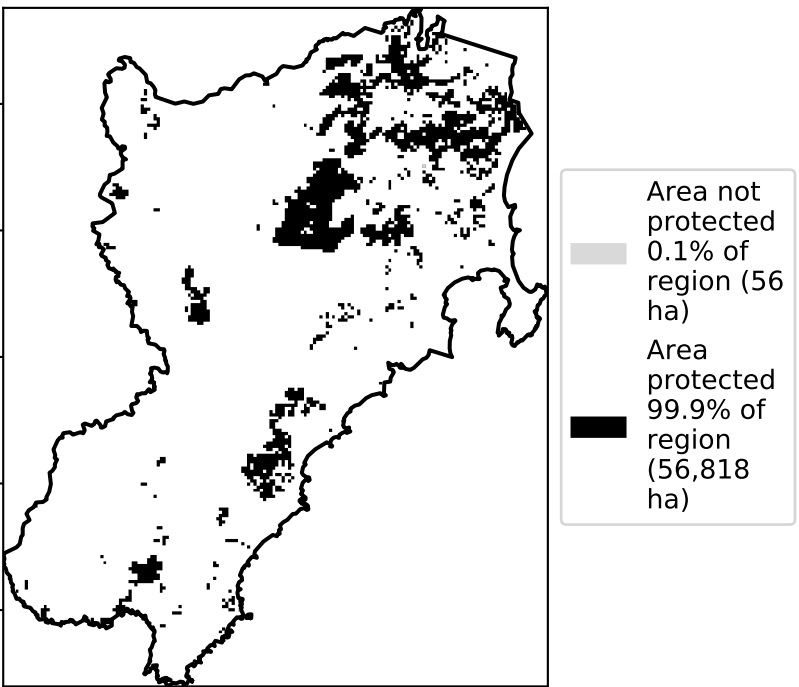 Area not
protected
0.1% of
region (56
ha)
Area
protected
99.9% of
region
(56,818
ha)